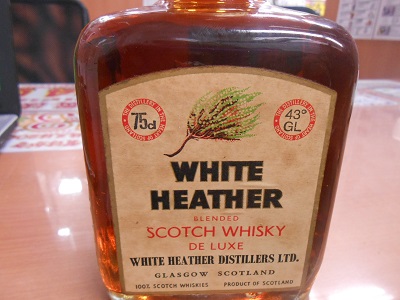 75cl
43°
GL
WHITE
HEATHER
BLENDED
SCOTCH WHISKY
DE LUXE
WHITE HEATHER DISTILLERS LTD.
GLASGOW SCOTLAND
100% SCOTCH WHISKIES PRODUCT OF SCOTLAND